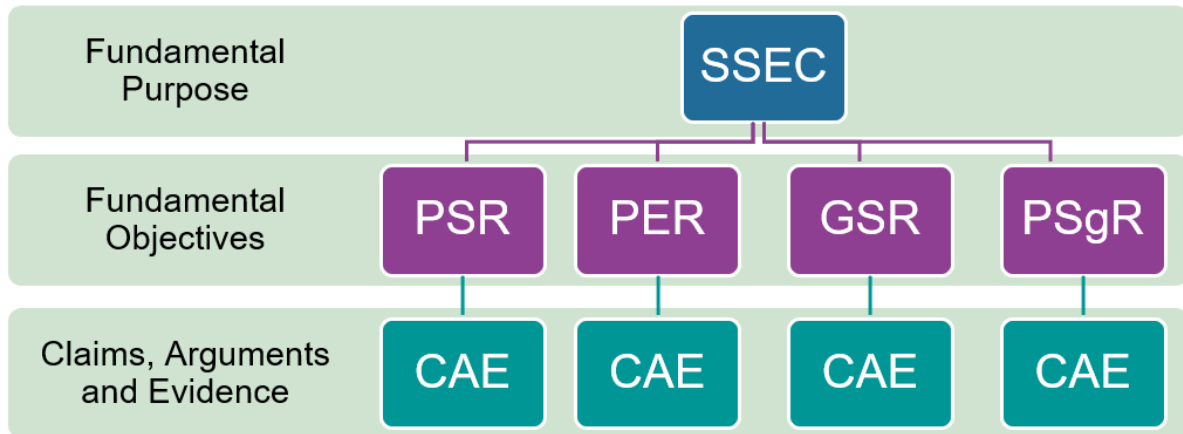 Fundamental
Purpose
SSEC
Fundamental
Objectives
PSR
PER
GSR
PSgR
Claims, Arguments
and Evidence
CAE
CAE
CAE
CAE